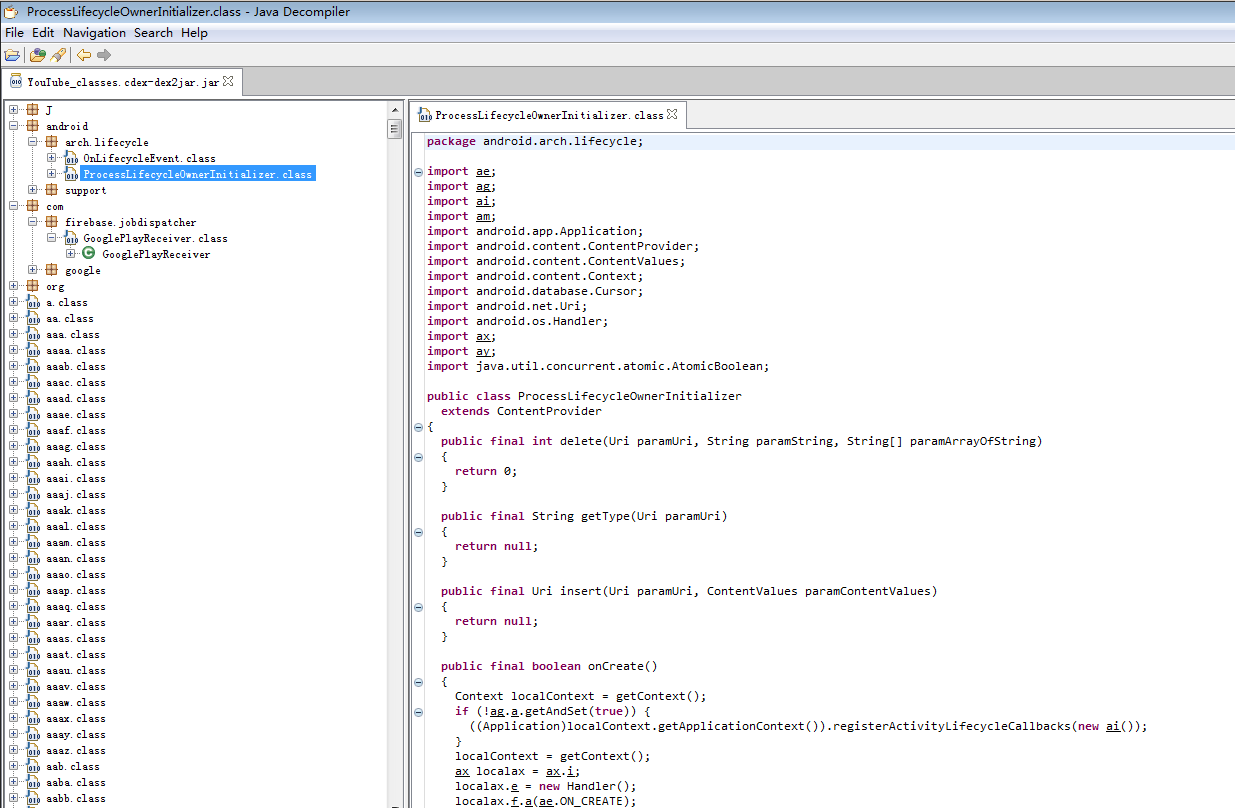 ProcessLifecycleOwnerInitializer.class - Java Decompiler
File Edit Navigation Search Help
YouTube_classes.cdex-dex2jar.jar
J
android
arch.lifecycle
OnLifecycleEvent.class
ProcessLifecycleOwnerInitializer.class
support
com
firebase.jobdispatcher
GooglePlayReceiver.class
GooglePlayReceiver
google
org
a.class
aa.class
aaa.class
aaaa.class
aaab.class
aaac.class
aaad.class
aaae.class
aaaf.class
aaag.class
aaah.class
aaai.class
aaaj.class
aaak.class
aaal.class
aaam.class
aaan.class
aaao.class
aaap.class
aaaq.class
aaar.class
aaas.class
aaat.class
aaau.class
aaav.class
aaaw.class
aaax.class
aaay.class
aaaz.class
aab.class
aaba.class
aabb.class
ProcessLifecycleOwnerInitializer.class
package android.arch.lifecycle;
import ae;
import ag;
import ai;
import am;
import android.app.Application;
import android.content.ContentProvider;
import android.content.ContentValues;
import android.content.Context;
import android.database.Cursor;
import android.net.Uri;
import android.os.Handler;
import ax;
import ay;
import java.util.concurrent.atomic.AtomicBoolean;
public class ProcessLifecycleOwnerInitializer
extends ContentProvider
{
public final int delete(Uri paramUri, String paramString, String[] paramArrayOfString)
{
return 0;
}
public final String getType(Uri paramUri)
{
return null;
}
public final Uri insert(Uri paramUri, ContentValues paramContentValues)
{
return null;
}
public final boolean onCreate()
{
Context localContext = getContext();
if (!ag.a.getAndSet(true)) {
((Application)localContext.getApplicationContext()).registerActivityLifecycleCallbacks(new ai());
}
localContext = getContext();
ax localax = ax.i;
localax.e = new Handler();
localax.f.a(ae.ON_CREATE);